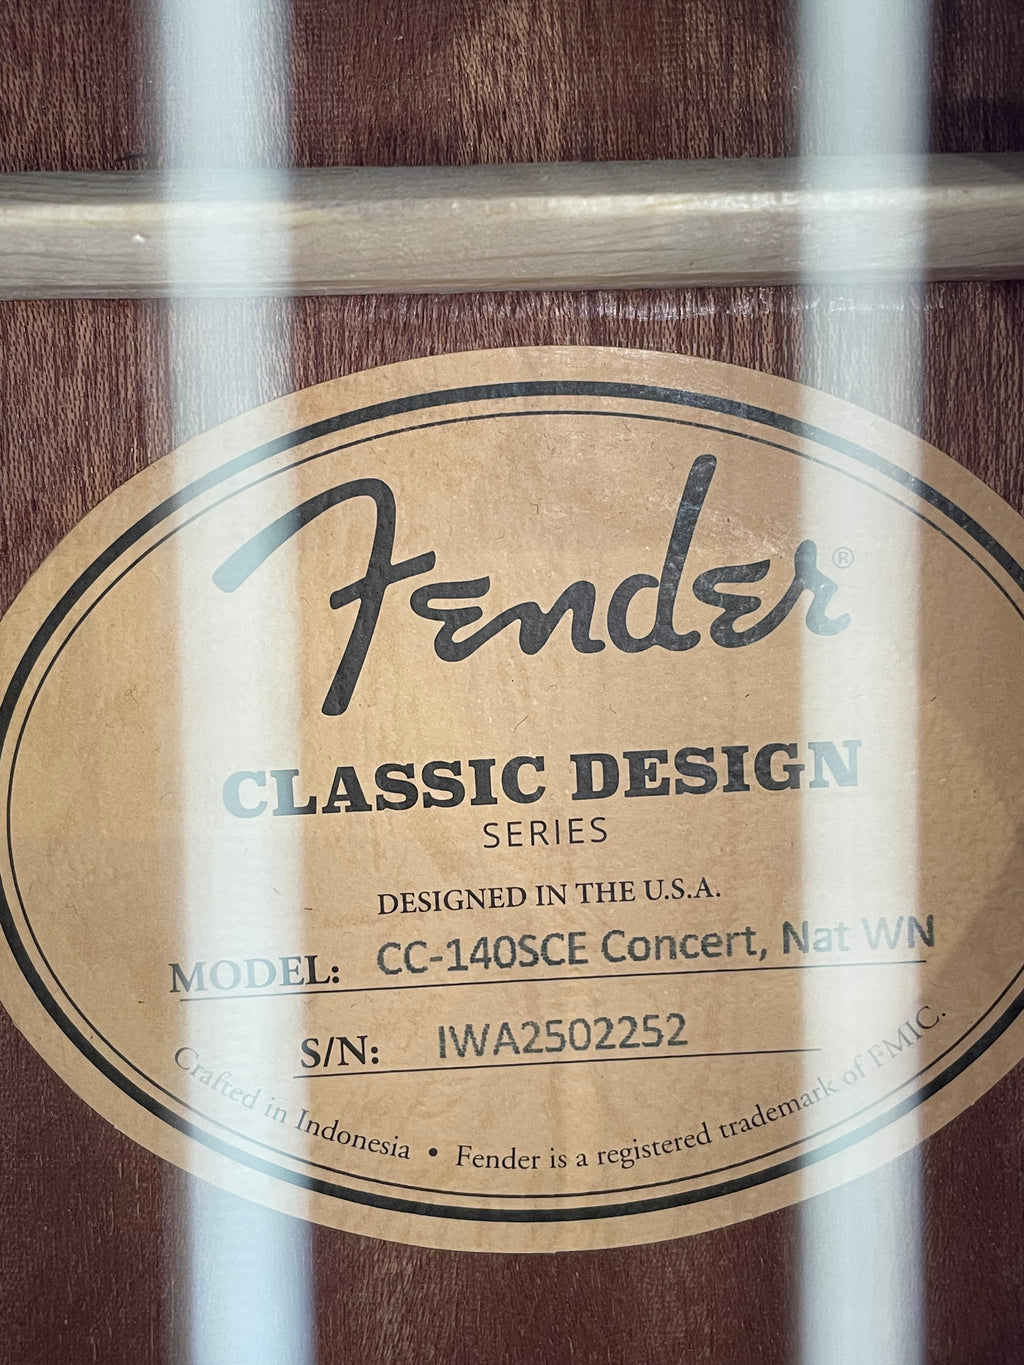 Fender®
CLASSIC DESIGN
SERIES
DESIGNED IN THE U.S.A.
MODEL: CC-140SCE Concert, Nat WN
S/N: IWA2502252
Crafted in Indonesia • Fender is a registered trademark of FMIC.